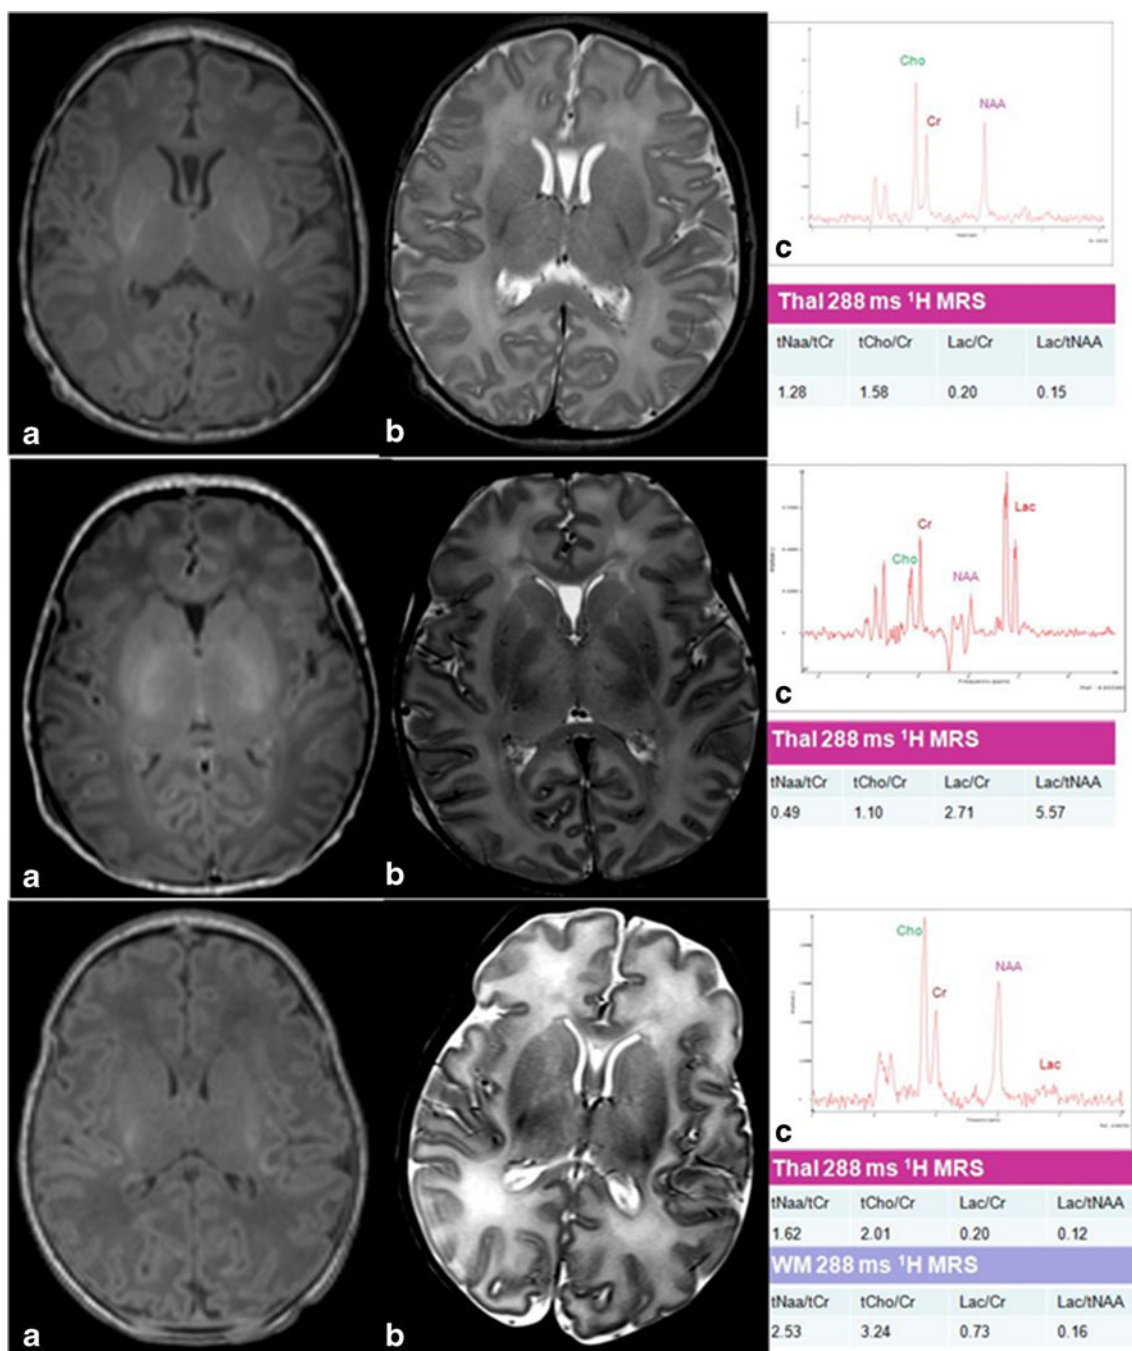 Cho
Cr
NAA
a
b
c
Thal 288 ms ¹H MRS
tNaa/tCr tCho/Cr Lac/Cr Lac/tNAA
1.28 1.58 0.20 0.15
Lac
Cr
Cho
NAA
a
b
c
Thal 288 ms ¹H MRS
tNaa/tCr tCho/Cr Lac/Cr Lac/tNAA
0.49 1.10 2.71 5.57
Cho
NAA
Cr
Lac
a
b
c
Thal 288 ms ¹H MRS
tNaa/tCr tCho/Cr Lac/Cr Lac/tNAA
1.62 2.01 0.20 0.12
WM 288 ms ¹H MRS
tNaa/tCr tCho/Cr Lac/Cr Lac/tNAA
2.53 3.24 0.73 0.16